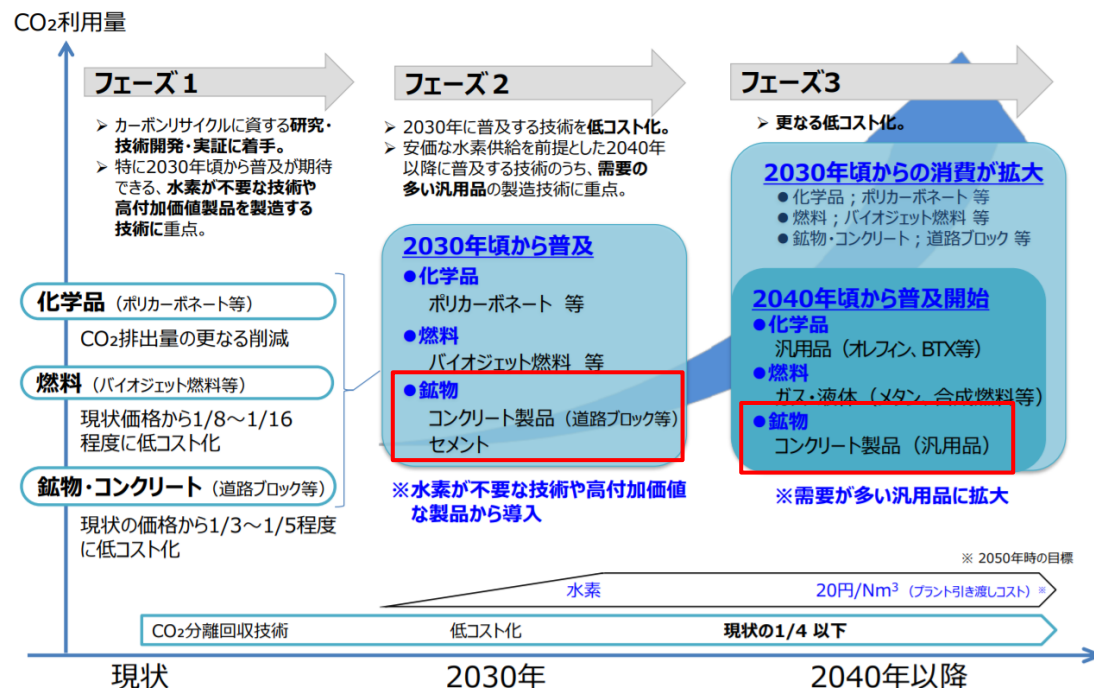 CO₂利用量
フェーズ１
➢ カーボンリサイクルに資する研究・
技術開発・実証に着手。
➢ 特に2030年頃から普及が期待
できる、水素が不要な技術や
高付加価値製品を製造する
技術に重点。
フェーズ２
➢ 2030年に普及する技術を低コスト化。
➢ 安価な水素供給を前提とした2040年
以降に普及する技術のうち、需要の
多い汎用品の製造技術に重点。
フェーズ3
➢ 更なる低コスト化。
化学品（ポリカーボネート等）
CO₂排出量の更なる削減
燃料（バイオジェット燃料等）
現状価格から1/8～1/16
程度に低コスト化
鉱物・コンクリート（道路ブロック等）
現状の価格から1/3～1/5程度
に低コスト化
2030年頃から普及
●化学品
ポリカーボネート 等
●燃料
バイオジェット燃料 等
●鉱物
コンクリート製品（道路ブロック等）
セメント
※水素が不要な技術や高付加価値
な製品から導入
2030年頃からの消費が拡大
●化学品；ポリカーボネート 等
●燃料；バイオジェット燃料 等
●鉱物・コンクリート；道路ブロック 等
2040年頃から普及開始
●化学品
汎用品（オレフィン、BTX等）
●燃料
ガス・液体（メタン、合成燃料等）
●鉱物
コンクリート製品（汎用品）
※需要が多い汎用品に拡大
※ 2050年時の目標
水素 20円/Nm³（プラント引き渡しコスト）※
CO₂分離回収技術 低コスト化 現状の1/4 以下
現状 2030年 2040年以降